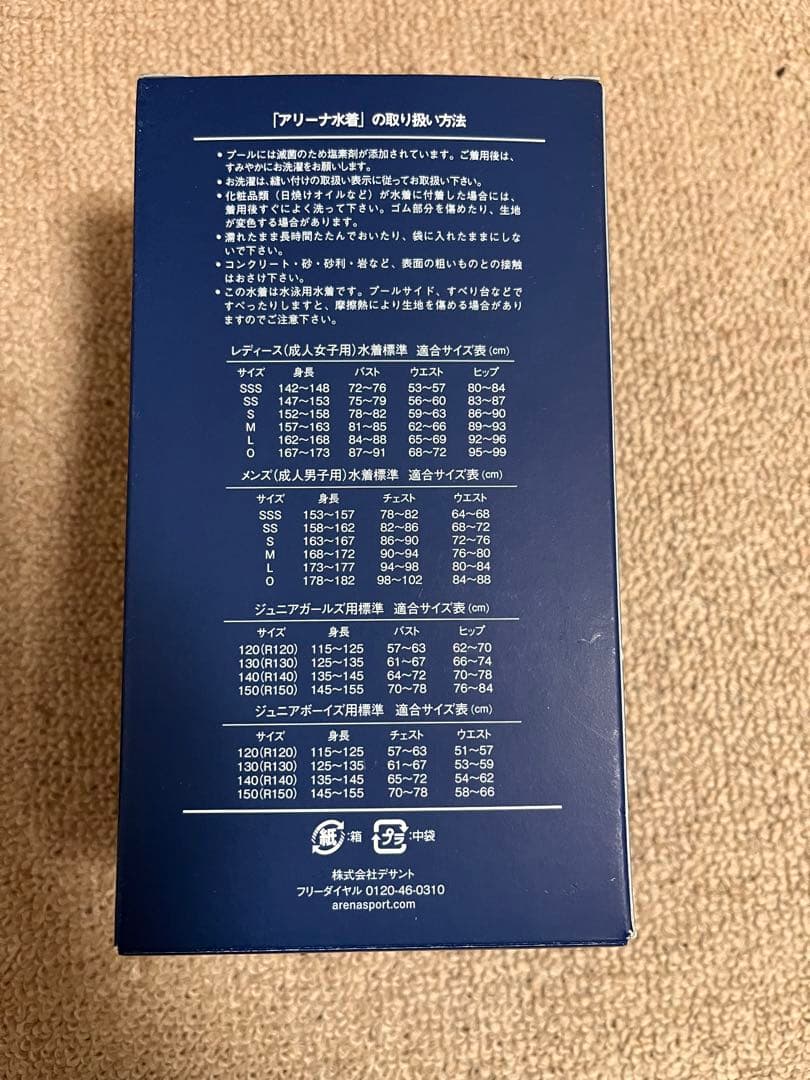 「アリーナ水着」の取り扱い方法
● プールには滅菌のため塩素剤が添加されています。ご着用後は、
すみやかにお洗濯をお願いします。
● お洗濯は、縫い付けの取扱い表示に従ってお取扱い下さい。
● 化粧品類（日焼けオイルなど）が水着に付着した場合には、
着用後すぐによく洗って下さい。ゴム部分を傷めたり、生地
が変色する場合があります。
● 濡れたまま長時間たたんでおいたり、袋に入れたままにしな
いで下さい。
● コンクリート・砂・砂利・岩など、表面の粗いものとの接触
はおさけ下さい。
● この水着は水泳用水着です。プールサイド、すべり台などで
すべったりしますと、摩擦熱により生地を傷める場合があり
ますのでご注意下さい。
レディース（成人女子用）水着標準 適合サイズ表（cm）
サイズ 身長 バスト ウエスト ヒップ
SSS 142～148 72～76 53～57 80～84
SS 147～153 75～79 56～60 83～87
S 152～158 78～82 59～63 86～90
M 157～163 81～85 62～66 89～93
L 162～168 84～88 65～69 92～96
O 167～173 87～91 68～72 95～99
メンズ（成人男子用）水着標準 適合サイズ表（cm）
サイズ 身長 チェスト ウエスト
SSS 153～157 78～82 64～68
SS 158～162 82～86 68～72
S 163～167 86～90 72～76
M 168～172 90～94 76～80
L 173～177 94～98 80～84
O 178～182 98～102 84～88
ジュニアガールズ用標準 適合サイズ表（cm）
サイズ 身長 バスト ヒップ
120（R120） 115～125 57～63 62～70
130（R130） 125～135 61～67 66～74
140（R140） 135～145 64～72 70～78
150（R150） 145～155 70～78 76～84
ジュニアボーイズ用標準 適合サイズ表（cm）
サイズ 身長 チェスト ウエスト
120（R120） 115～125 57～63 51～57
130（R130） 125～135 61～67 53～59
140（R140） 135～145 65～72 54～62
150（R150） 145～155 70～78 58～66
紙：箱 プラ：中袋
株式会社デサント
フリーダイヤル 0120-46-0310
arenasport.com